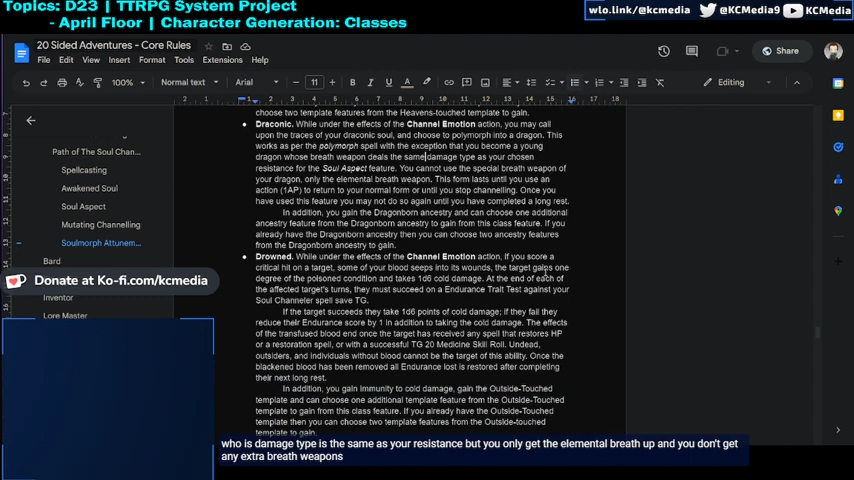 Topics: D23 | TTRPG System Project
- April Floor | Character Generation: Classes
wlo.link/@kcmedia @KCMedia9 KCMedia
20 Sided Adventures - Core Rules
File Edit View Insert Format Tools Extensions Help
Share
100% Normal text Arial 11 Editing
2 1 1 2 3 4 5 6 7 8 9 10 11 12 13 14 15 16 17 18
Path of The Soul Chan...
Spellcasting
Awakened Soul
Soul Aspect
Mutating Channelling
Soulmorph Attunem...
Bard
Inventor
Lore Master
choose two template features from the Heavens-touched template to gain.
Draconic. While under the effects of the Channel Emotion action, you may call
upon the traces of your draconic soul, and choose to polymorph into a dragon. This
works as per the polymorph spell with the exception that you become a young
dragon whose breath weapon deals the same damage type as your chosen
resistance for the Soul Aspect feature. You cannot use the special breath weapon of
your dragon, only the elemental breath weapon. This form lasts until you use an
action (1AP) to return to your normal form or until you stop channelling. Once you
have used this feature you may not do so again until you have completed a long rest.
In addition, you gain the Dragonborn ancestry and can choose one additional
ancestry feature from the Dragonborn ancestry to gain from this class feature. If you
already have the Dragonborn ancestry then you can choose two ancestry features
from the Dragonborn ancestry to gain.
Drowned. While under the effects of the Channel Emotion action, if you score a
critical hit on a target, some of your blood seeps into its wounds, the target gains one
degree of the poisoned condition and takes 1d6 cold damage. At the end of each of
the affected target's turns, they must succeed on a Endurance Trait Test against your
Soul Channeler spell save TG.
If the target succeeds they take 1d6 points of cold damage; if they fail they
reduce their Endurance score by 1 in addition to taking the cold damage. The effects
of the transfused blood end once the target has received any spell that restores HP
or a restoration spell, or with a successful TG 20 Medicine Skill Roll. Undead,
outsiders, and individuals without blood cannot be the target of this ability. Once the
blackened blood has been removed all Endurance lost is restored after completing
their next long rest.
In addition, you gain immunity to cold damage, gain the Outside-Touched
template and can choose one additional template feature from the Outside-Touched
template to gain from this class feature. If you already have the Outside-Touched
template then you can choose two template features from the Outside-touched
template to gain.
Donate at Ko-fi.com/kcmedia
who is damage type is the same as your resistance but you only get the elemental breath up and you don't get
any extra breath weapons